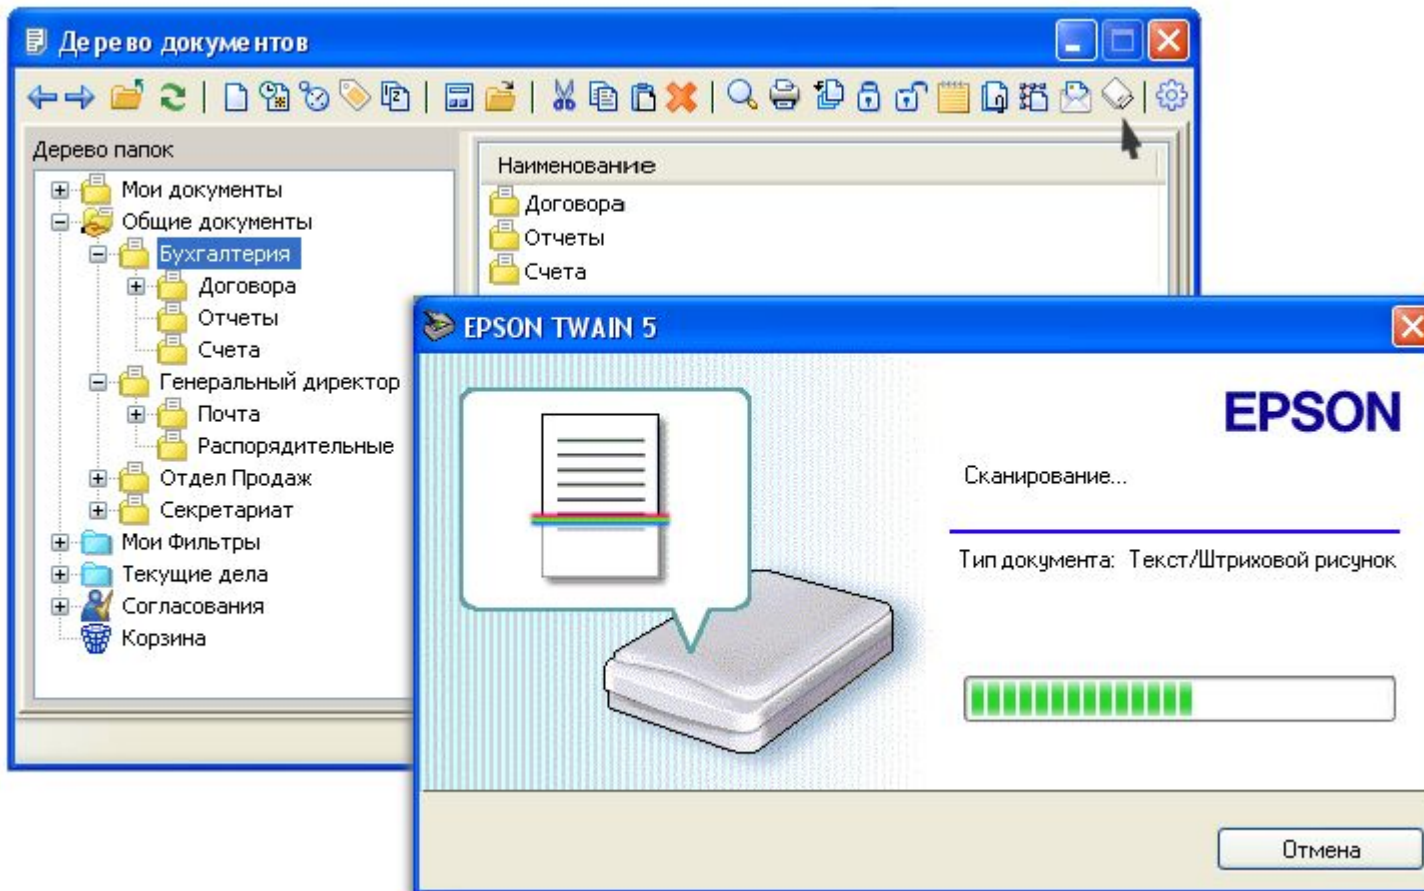 Дерево документов
Дерево папок
Мои документы
Общие документы
Бухгалтерия
Договора
Отчеты
Счета
Генеральный директор
Почта
Распорядительные
Отдел Продаж
Секретариат
Мои Фильтры
Текущие дела
Согласования
Корзина
Наименование
Договора
Отчеты
Счета
EPSON TWAIN 5
EPSON
Сканирование...
Тип документа: Текст/Штриховой рисунок
Отмена